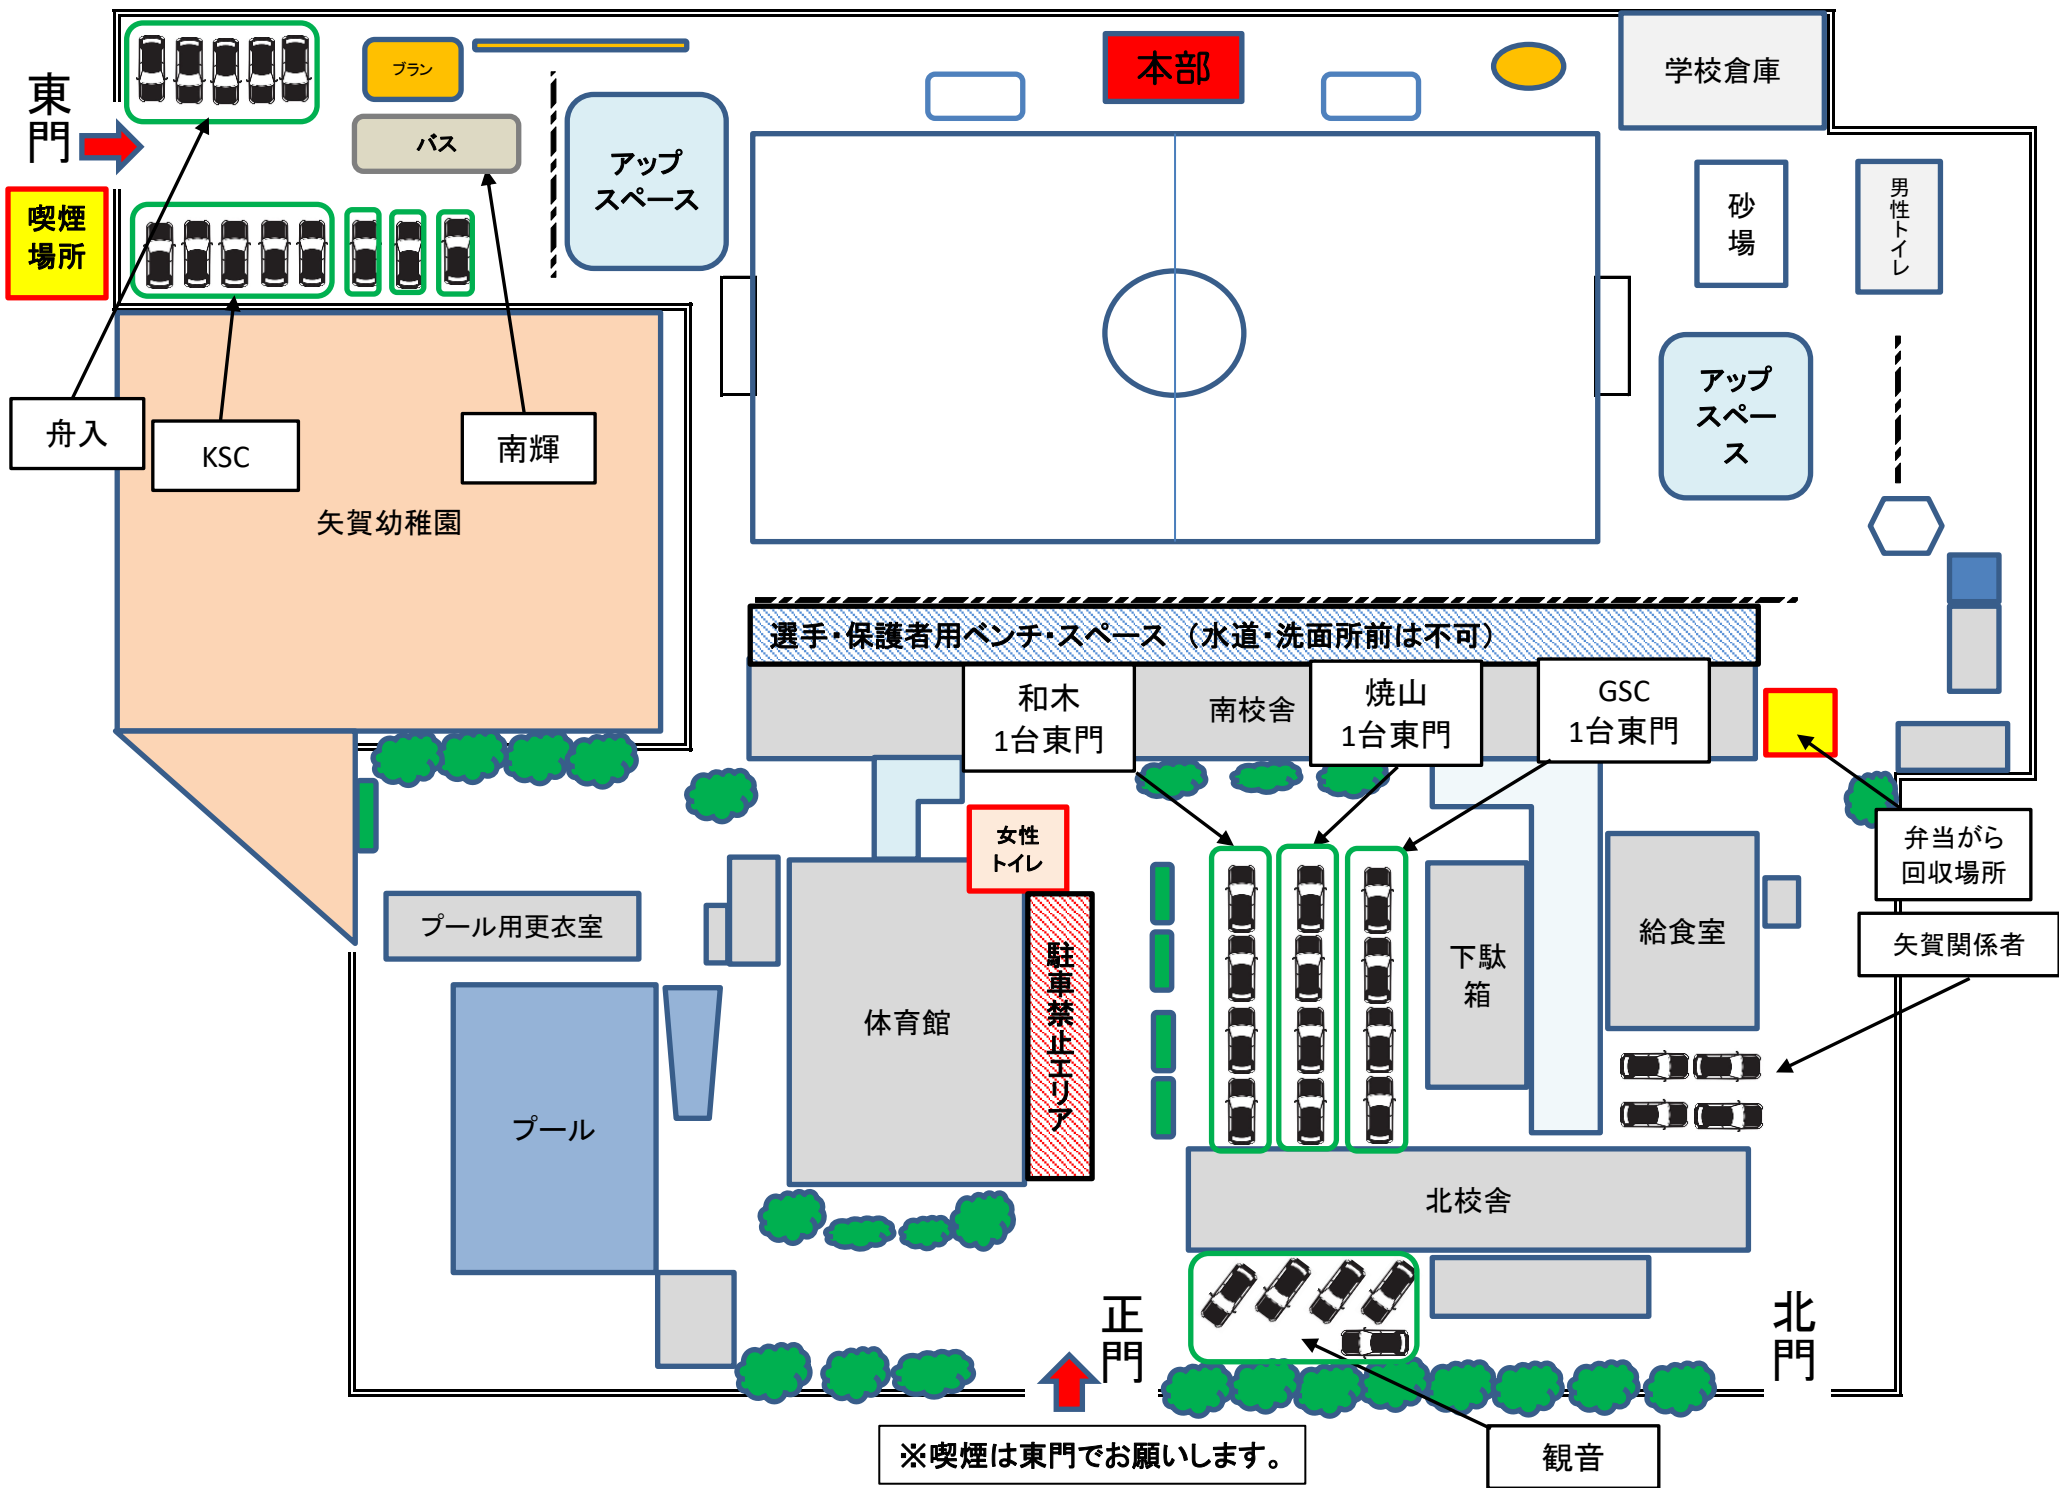 東
門
喫煙
場所
ブラン
バス
アップ
スペース
本部
学校倉庫
砂
場
男性トイレ
アップ
スペー
ス
舟入
KSC
南輝
矢賀幼稚園
選手・保護者用ベンチ・スペース （水道・洗面所前は不可）
和木
1台東門
南校舎
焼山
1台東門
GSC
1台東門
女性
トイレ
弁当がら
回収場所
矢賀関係者
プール用更衣室
プール
体育館
駐車禁止エリア
下駄
箱
給食室
北校舎
正
門
北
門
※喫煙は東門でお願いします。
観音